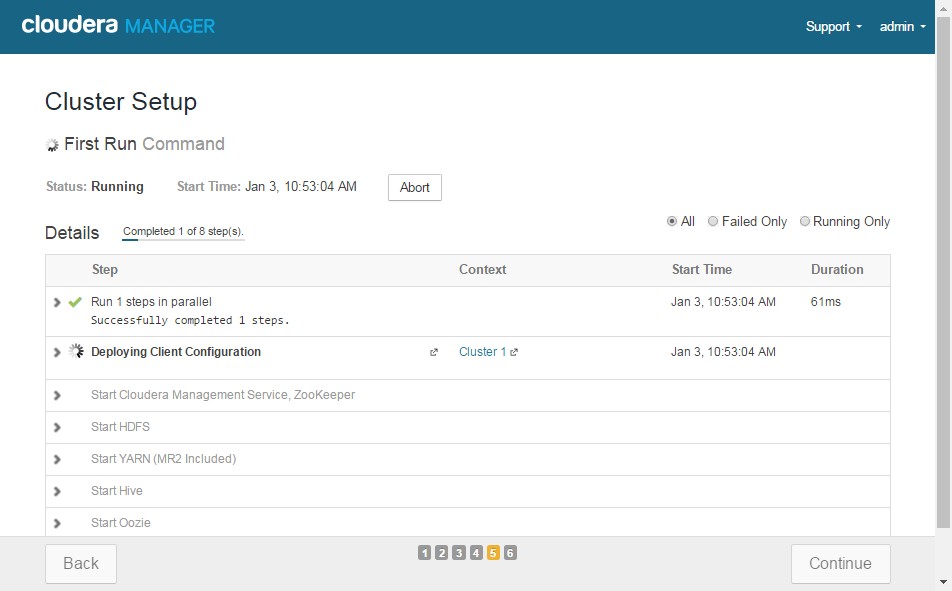 cloudera MANAGER
Support admin
Cluster Setup
First Run Command
Status: Running Start Time: Jan 3, 10:53:04 AM Abort
All Failed Only Running Only
Details Completed 1 of 8 step(s).
Step Context Start Time Duration
Run 1 steps in parallel Jan 3, 10:53:04 AM 61ms
Successfully completed 1 steps.
Deploying Client Configuration Cluster 1 Jan 3, 10:53:04 AM
Start Cloudera Management Service, ZooKeeper
Start HDFS
Start YARN (MR2 Included)
Start Hive
Start Oozie
Back 1 2 3 4 5 6 Continue